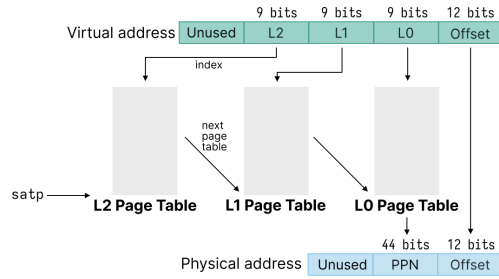 9 bits 9 bits 9 bits 12 bits
Virtual address Unused L2 L1 L0 Offset
index
next
page
table
satp
L2 Page Table L1 Page Table L0 Page Table
44 bits 12 bits
Physical address Unused PPN Offset